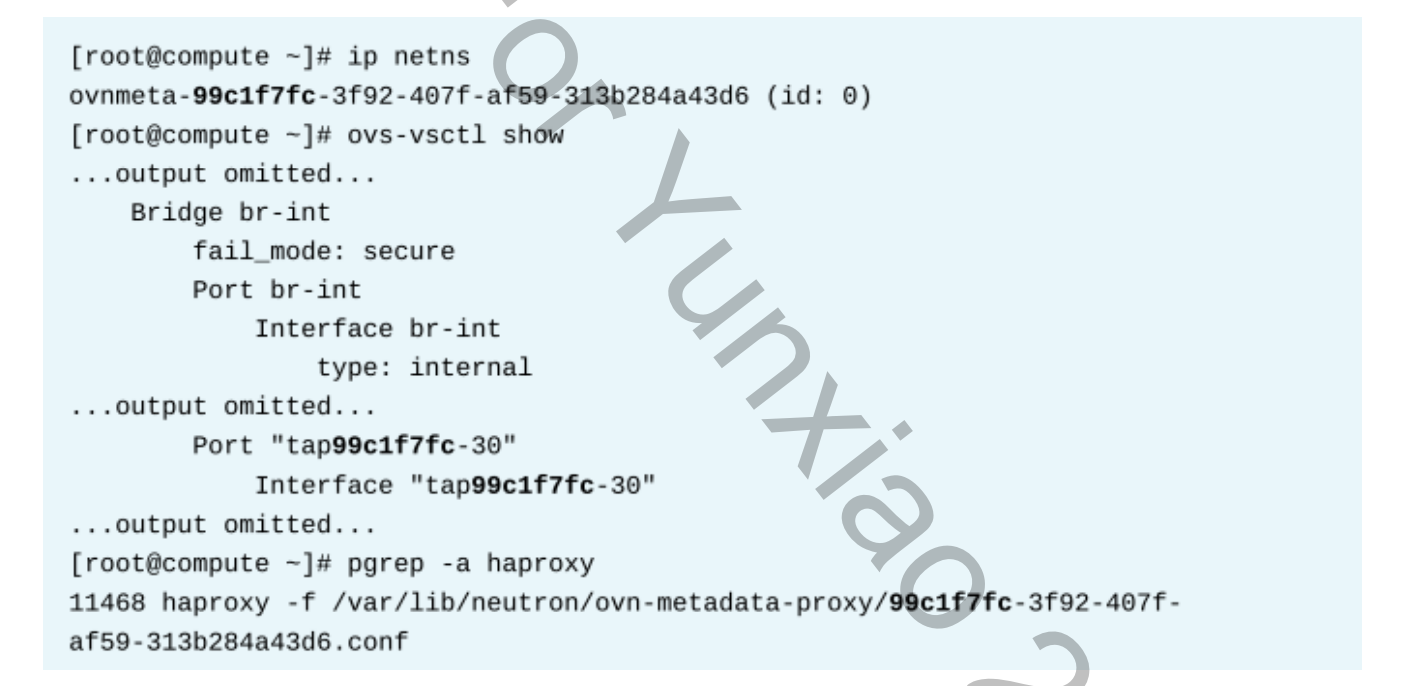 [root@compute ~]# ip netns
ovnmeta-99c1f7fc-3f92-407f-af59-313b284a43d6 (id: 0)
[root@compute ~]# ovs-vsctl show
...output omitted...
    Bridge br-int
        fail_mode: secure
        Port br-int
            Interface br-int
                type: internal
...output omitted...
        Port "tap99c1f7fc-30"
            Interface "tap99c1f7fc-30"
...output omitted...
[root@compute ~]# pgrep -a haproxy
11468 haproxy -f /var/lib/neutron/ovn-metadata-proxy/99c1f7fc-3f92-407f-
af59-313b284a43d6.conf
or Yunxiao